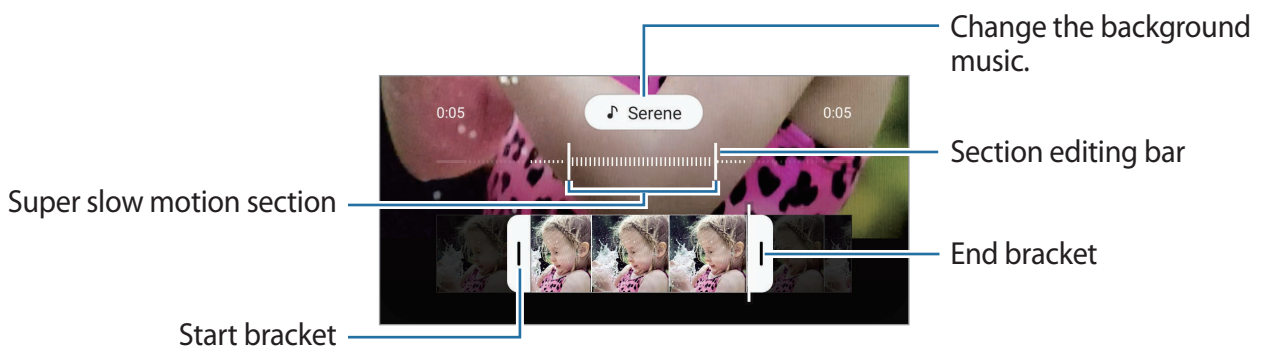 Change the background
music.
0:05
♪ Serene
0:05
Section editing bar
Super slow motion section
End bracket
Start bracket